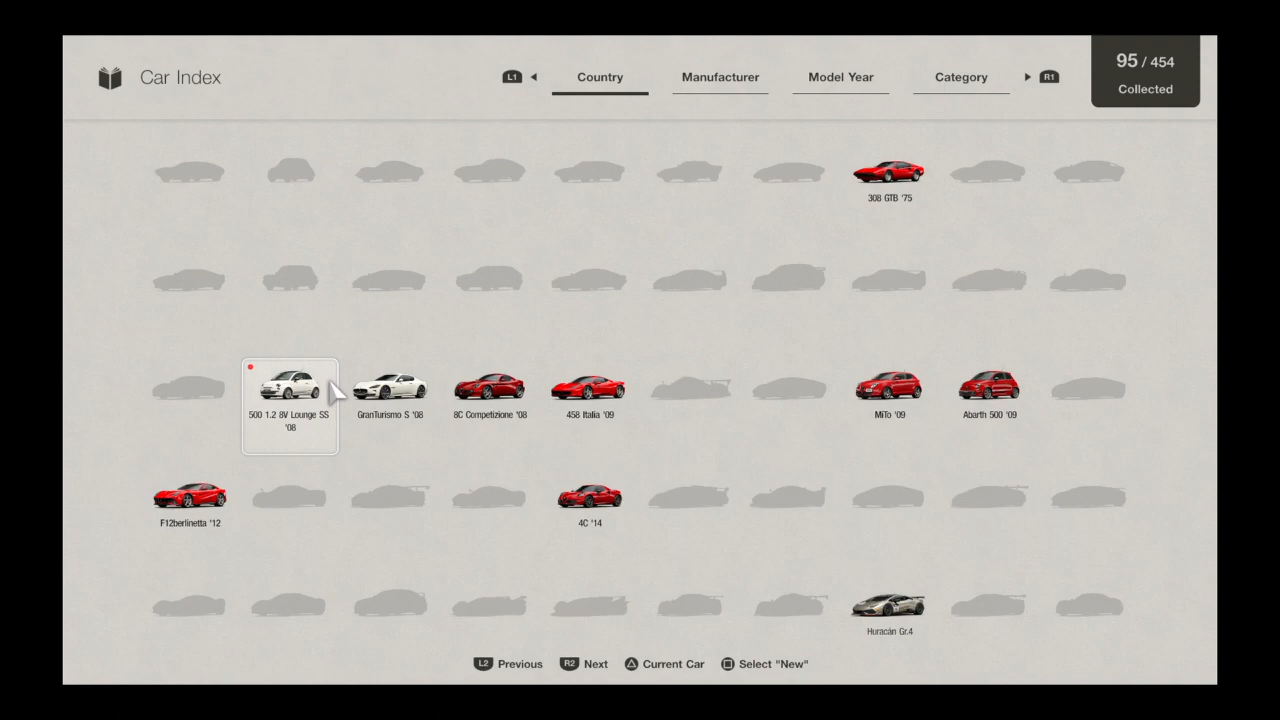 Car Index
L1
Country
Manufacturer
Model Year
Category
R1
95 / 454
Collected
308 GTB '75
500 1.2 8V Lounge SS
'08
GranTurismo S '08
8C Competizione '08
458 Italia '09
MiTo '09
Abarth 500 '09
F12berlinetta '12
4C '14
Huracán Gr.4
L2 Previous
R2 Next
Current Car
Select "New"